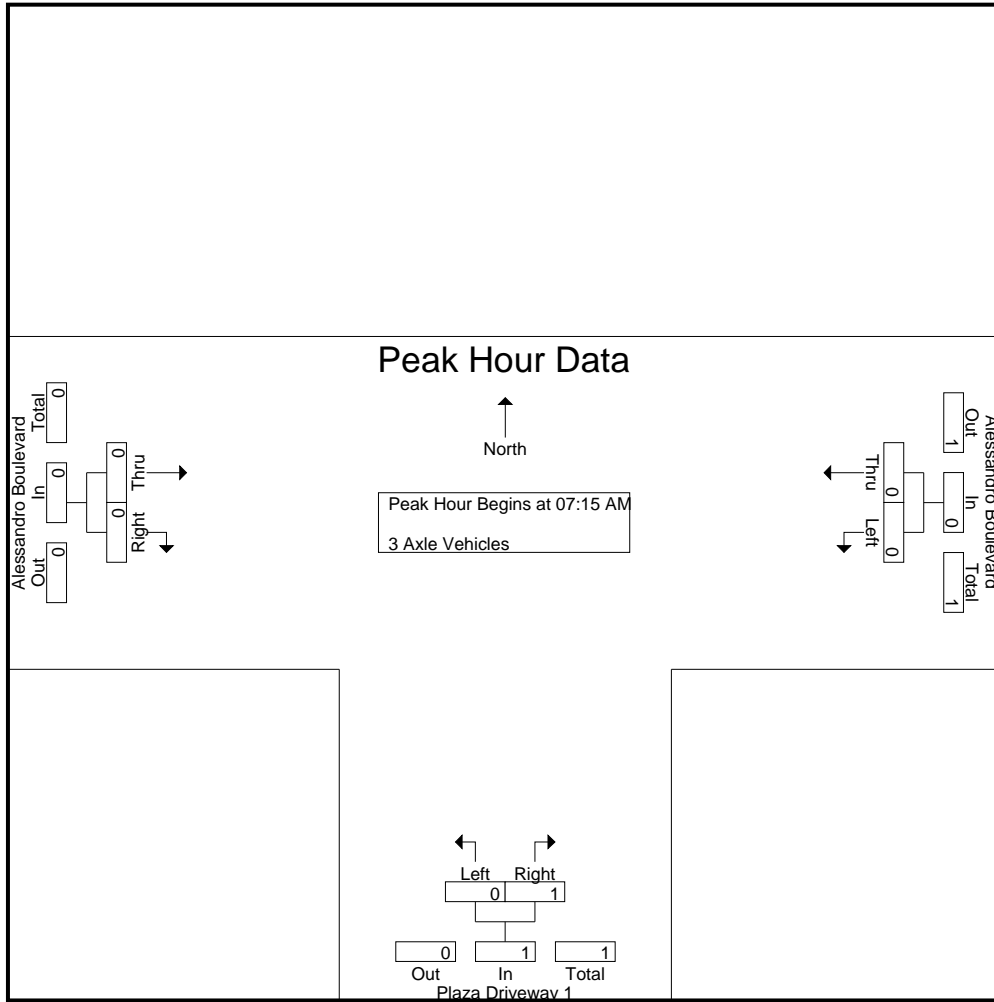 Peak Hour Data
North
Peak Hour Begins at 07:15 AM
3 Axle Vehicles
Alessandro Boulevard
Out
In
Total
0
0
0
Right
Thru
0
0
Alessandro Boulevard
Out
In
Total
1
0
1
Thru
Left
0
0
Left
Right
0
1
0
1
1
Out
In
Total
Plaza Driveway 1